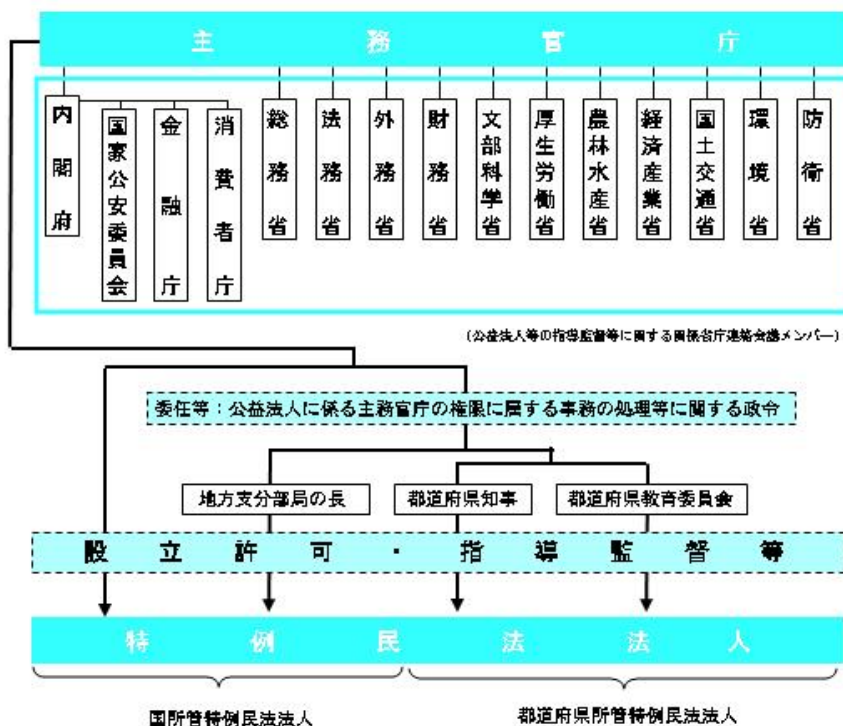 主務官庁
内閣府
国家公安委員会
金融庁
消費者庁
総務省
法務省
外務省
財務省
文部科学省
厚生労働省
農林水産省
経済産業省
国土交通省
環境省
防衛省
(公益法人等の指導監督等に関する関係省庁連絡会議メンバー)
委任等：公益法人に係る主務官庁の権限に属する事務の処理等に関する政令
地方支分部局の長
都道府県知事
都道府県教育委員会
設立許可・指導監督等
特例民法法人
国所管特例民法法人
都道府県所管特例民法法人